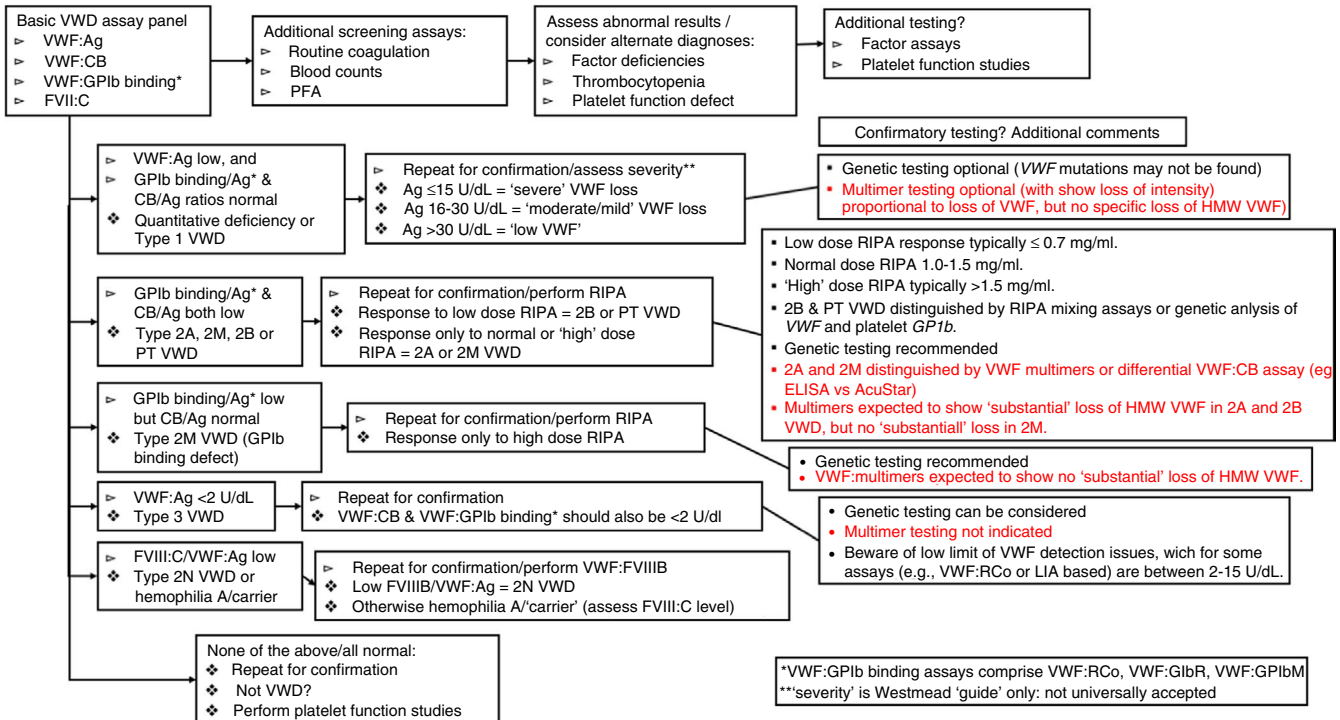 Basic VWD assay panel
▻ VWF:Ag
▻ VWF:CB
▻ VWF:GPIb binding*
▻ FVII:C
Additional screening assays:
▻ Routine coagulation
▻ Blood counts
▻ PFA
Assess abnormal results /
consider alternate diagnoses:
▻ Factor deficiencies
▻ Thrombocytopenia
▻ Platelet function defect
Additional testing?
▻ Factor assays
▻ Platelet function studies
Confirmatory testing? Additional comments
▻ VWF:Ag low, and
▻ GPIb binding/Ag* &
CB/Ag ratios normal
❖ Quantitative deficiency or
Type 1 VWD
▻ Repeat for confirmation/assess severity**
❖ Ag ≤15 U/dL = ‘severe’ VWF loss
❖ Ag 16-30 U/dL = ‘moderate/mild’ VWF loss
❖ Ag >30 U/dL = ‘low VWF’
▪ Genetic testing optional (VWF mutations may not be found)
▪ Multimer testing optional (with show loss of intensity)
proportional to loss of VWF, but no specific loss of HMW VWF)
▻ GPIb binding/Ag* &
CB/Ag both low
❖ Type 2A, 2M, 2B or
PT VWD
▻ Repeat for confirmation/perform RIPA
❖ Response to low dose RIPA = 2B or PT VWD
❖ Response only to normal or ‘high’ dose
RIPA = 2A or 2M VWD
▪ Low dose RIPA response typically ≤ 0.7 mg/ml.
▪ Normal dose RIPA 1.0-1.5 mg/ml.
▪ ‘High’ dose RIPA typically >1.5 mg/ml.
▪ 2B & PT VWD distinguished by RIPA mixing assays or genetic anlysis of
VWF and platelet GP1b.
▪ Genetic testing recommended
▪ 2A and 2M distinguished by VWF multimers or differential VWF:CB assay (eg
ELISA vs AcuStar)
▪ Multimers expected to show ‘substantial’ loss of HMW VWF in 2A and 2B
VWD, but no ‘substantiall’ loss in 2M.
▻ GPIb binding/Ag* low
but CB/Ag normal
❖ Type 2M VWD (GPIb
binding defect)
▻ Repeat for confirmation/perform RIPA
❖ Response only to high dose RIPA
• Genetic testing recommended
• VWF:multimers expected to show no ‘substantial’ loss of HMW VWF.
▻ VWF:Ag <2 U/dL
❖ Type 3 VWD
▻ Repeat for confirmation
❖ VWF:CB & VWF:GPIb binding* should also be <2 U/dl
• Genetic testing can be considered
• Multimer testing not indicated
• Beware of low limit of VWF detection issues, wich for some
assays (e.g., VWF:RCo or LIA based) are between 2-15 U/dL.
▻ FVIII:C/VWF:Ag low
❖ Type 2N VWD or
hemophilia A/carrier
▻ Repeat for confirmation/perform VWF:FVIIIB
❖ Low FVIIIB/VWF:Ag = 2N VWD
❖ Otherwise hemophilia A/‘carrier’ (assess FVIII:C level)
None of the above/all normal:
❖ Repeat for confirmation
❖ Not VWD?
❖ Perform platelet function studies
*VWF:GPIb binding assays comprise VWF:RCo, VWF:GIbR, VWF:GPIbM
**‘severity’ is Westmead ‘guide’ only: not universally accepted